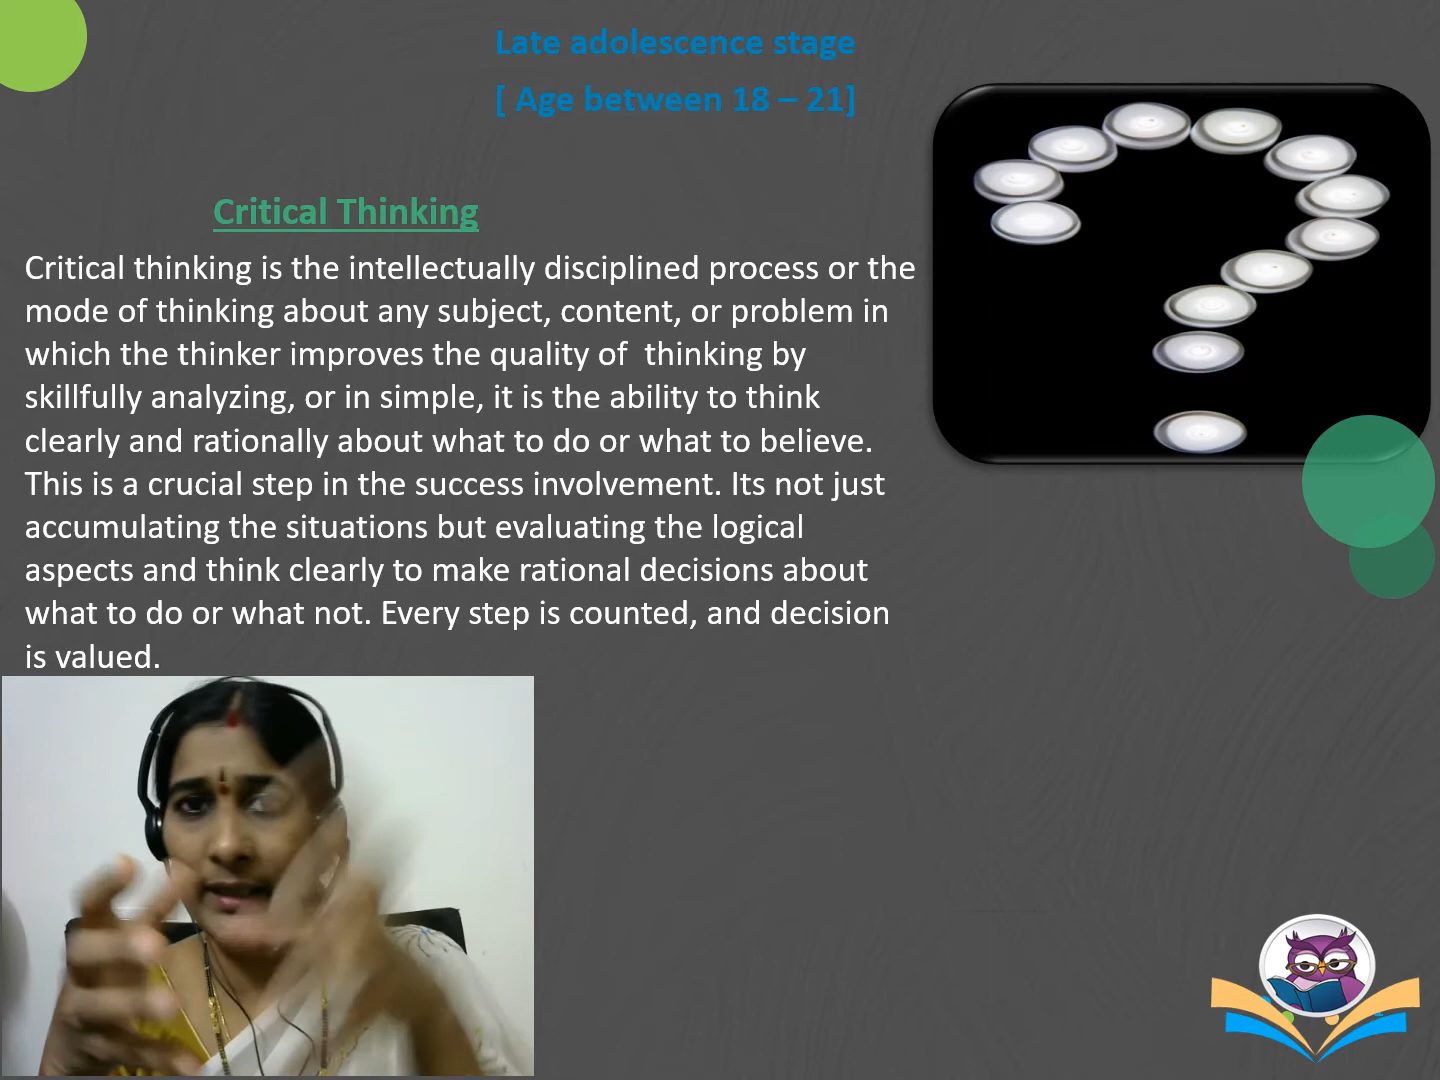 Late adolescence stage
[ Age between 18 – 21]
Critical Thinking
Critical thinking is the intellectually disciplined process or the
mode of thinking about any subject, content, or problem in
which the thinker improves the quality of  thinking by
skillfully analyzing, or in simple, it is the ability to think
clearly and rationally about what to do or what to believe.
This is a crucial step in the success involvement. Its not just
accumulating the situations but evaluating the logical
aspects and think clearly to make rational decisions about
what to do or what not. Every step is counted, and decision
is valued.